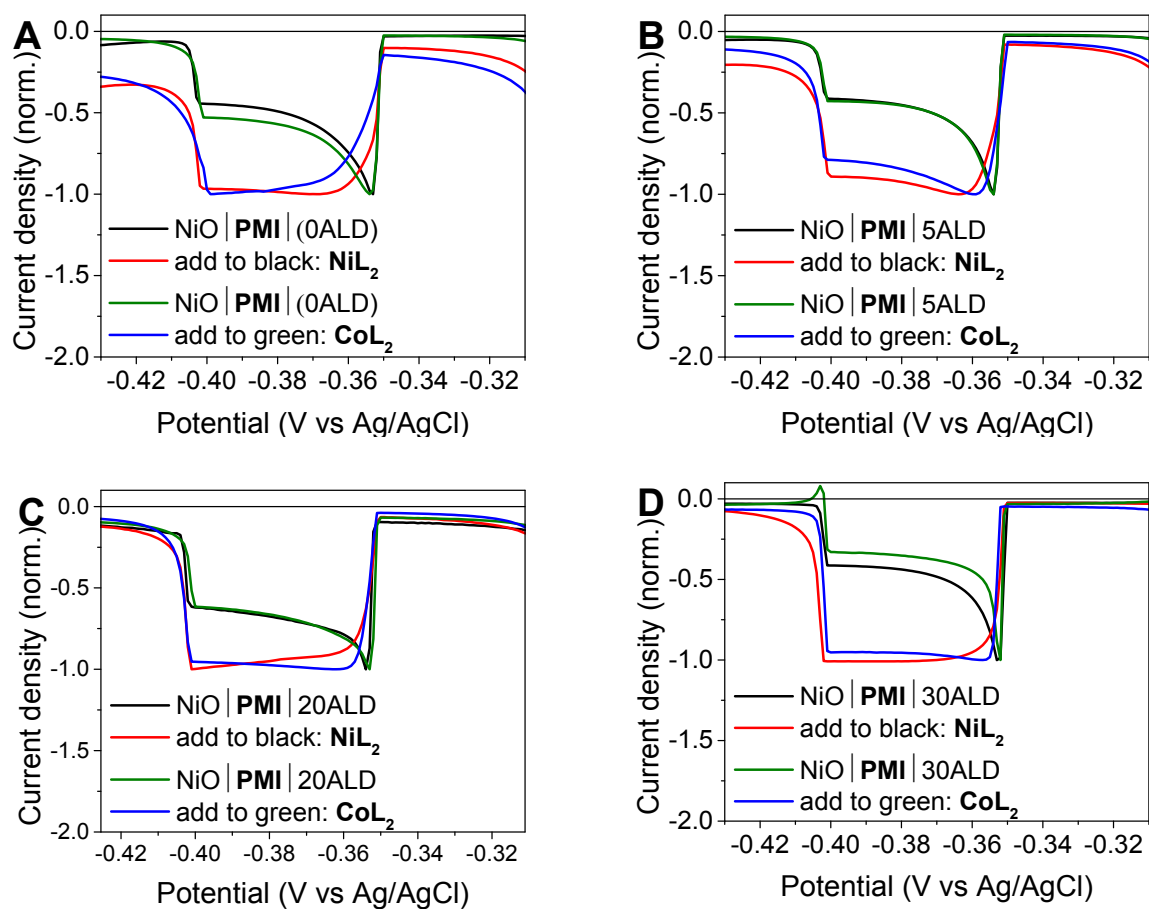 A
0.0
-0.5
-1.0
-1.5
-2.0
Current density (norm.)
NiO|PMI|(0ALD)
add to black: NiL2
NiO|PMI|(0ALD)
add to green: CoL2
-0.42 -0.40 -0.38 -0.36 -0.34 -0.32
Potential (V vs Ag/AgCl)
B
0.0
-0.5
-1.0
-1.5
-2.0
Current density (norm.)
NiO|PMI|5ALD
add to black: NiL2
NiO|PMI|5ALD
add to green: CoL2
-0.42 -0.40 -0.38 -0.36 -0.34 -0.32
Potential (V vs Ag/AgCl)
C
0.0
-0.5
-1.0
-1.5
-2.0
Current density (norm.)
NiO|PMI|20ALD
add to black: NiL2
NiO|PMI|20ALD
add to green: CoL2
-0.42 -0.40 -0.38 -0.36 -0.34 -0.32
Potential (V vs Ag/AgCl)
D
0.0
-0.5
-1.0
-1.5
-2.0
Current density (norm.)
NiO|PMI|30ALD
add to black: NiL2
NiO|PMI|30ALD
add to green: CoL2
-0.42 -0.40 -0.38 -0.36 -0.34 -0.32
Potential (V vs Ag/AgCl)